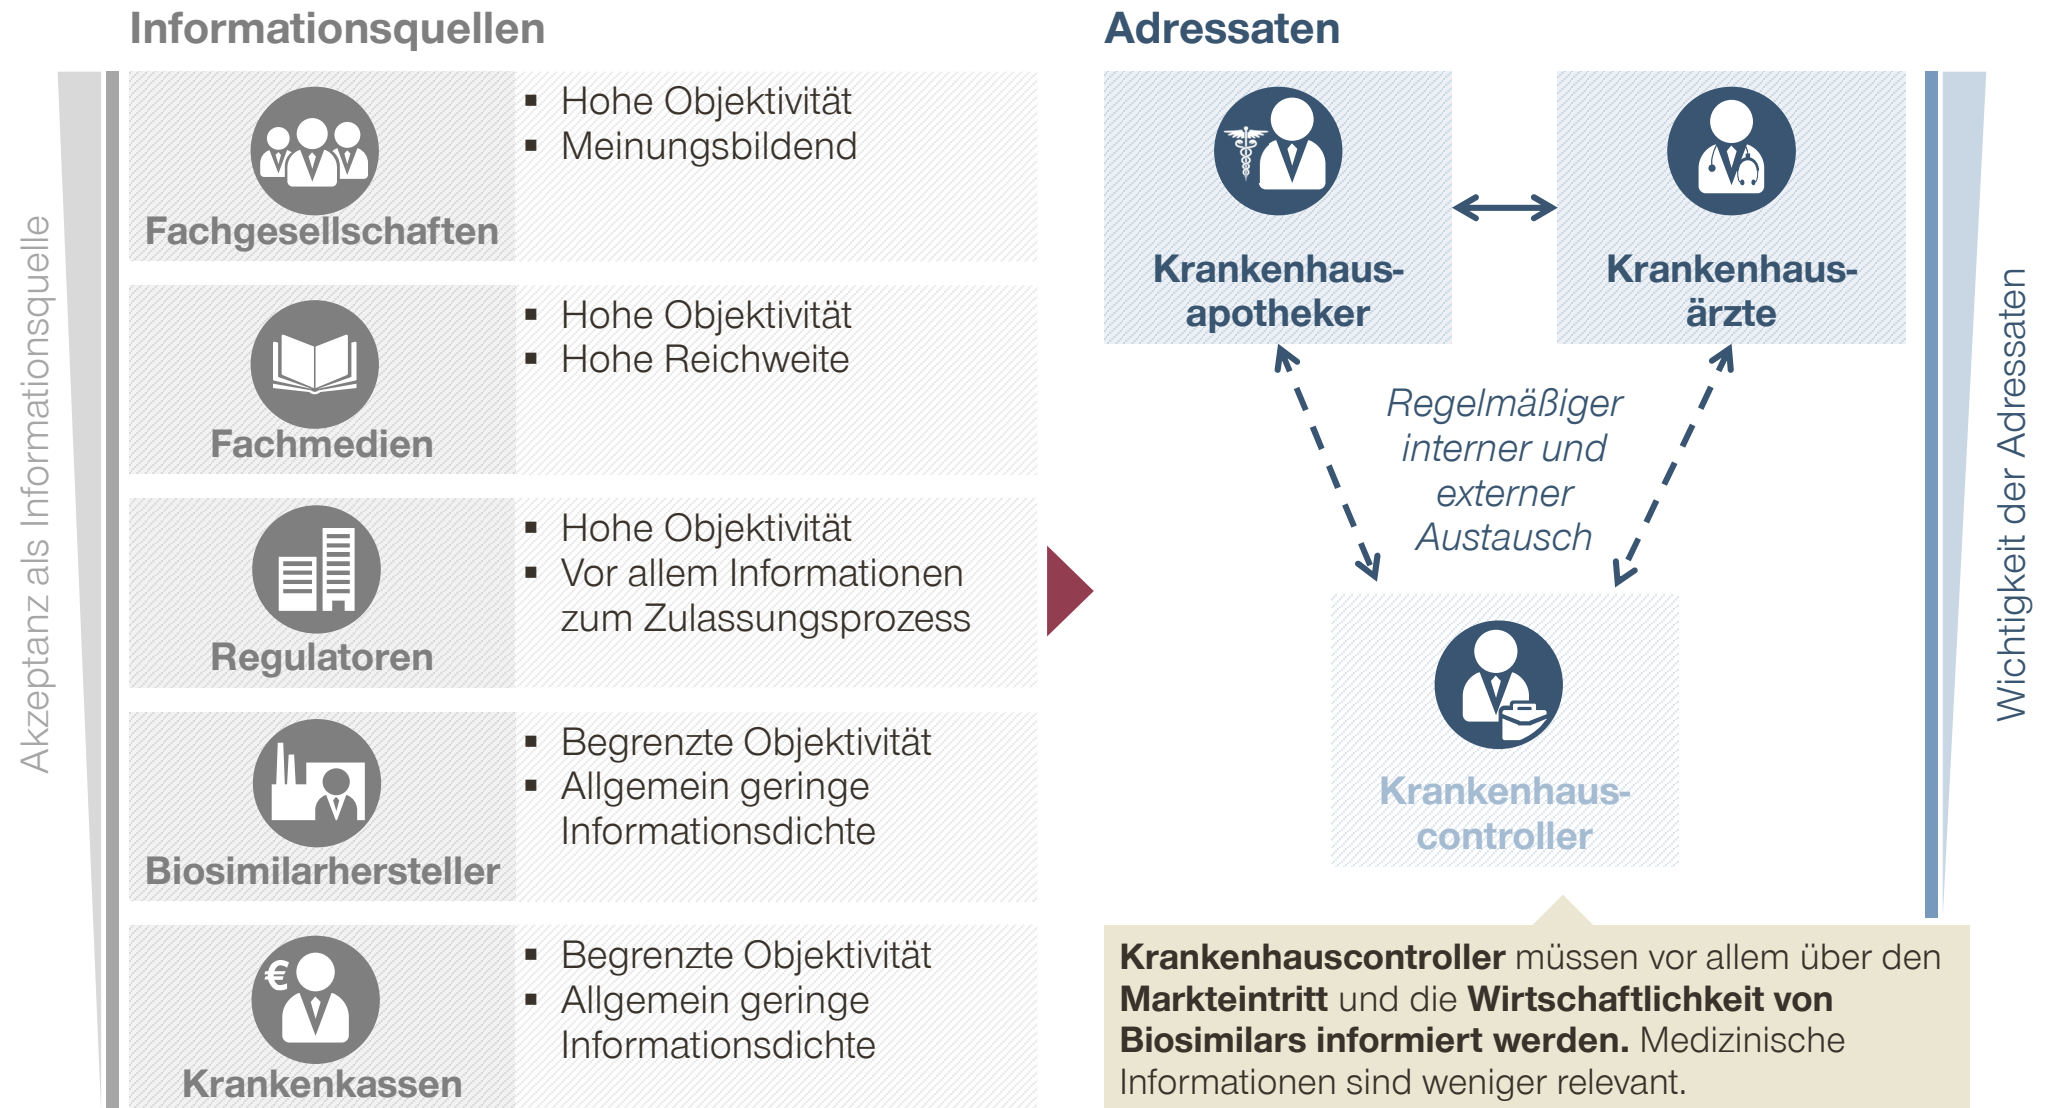 Informationsquellen
Akzeptanz als Informationsquelle
Fachgesellschaften
▪ Hohe Objektivität
▪ Meinungsbildend
Fachmedien
▪ Hohe Objektivität
▪ Hohe Reichweite
Regulatoren
▪ Hohe Objektivität
▪ Vor allem Informationen
zum Zulassungsprozess
Biosimilarhersteller
▪ Begrenzte Objektivität
▪ Allgemein geringe
Informationsdichte
€
Krankenkassen
▪ Begrenzte Objektivität
▪ Allgemein geringe
Informationsdichte
Adressaten
Krankenhaus-
apotheker
Krankenhaus-
ärzte
Regelmäßiger
interner und
externer
Austausch
Krankenhaus-
controller
Wichtigkeit der Adressaten
Krankenhauscontroller müssen vor allem über den
Markteintritt und die Wirtschaftlichkeit von
Biosimilars informiert werden. Medizinische
Informationen sind weniger relevant.